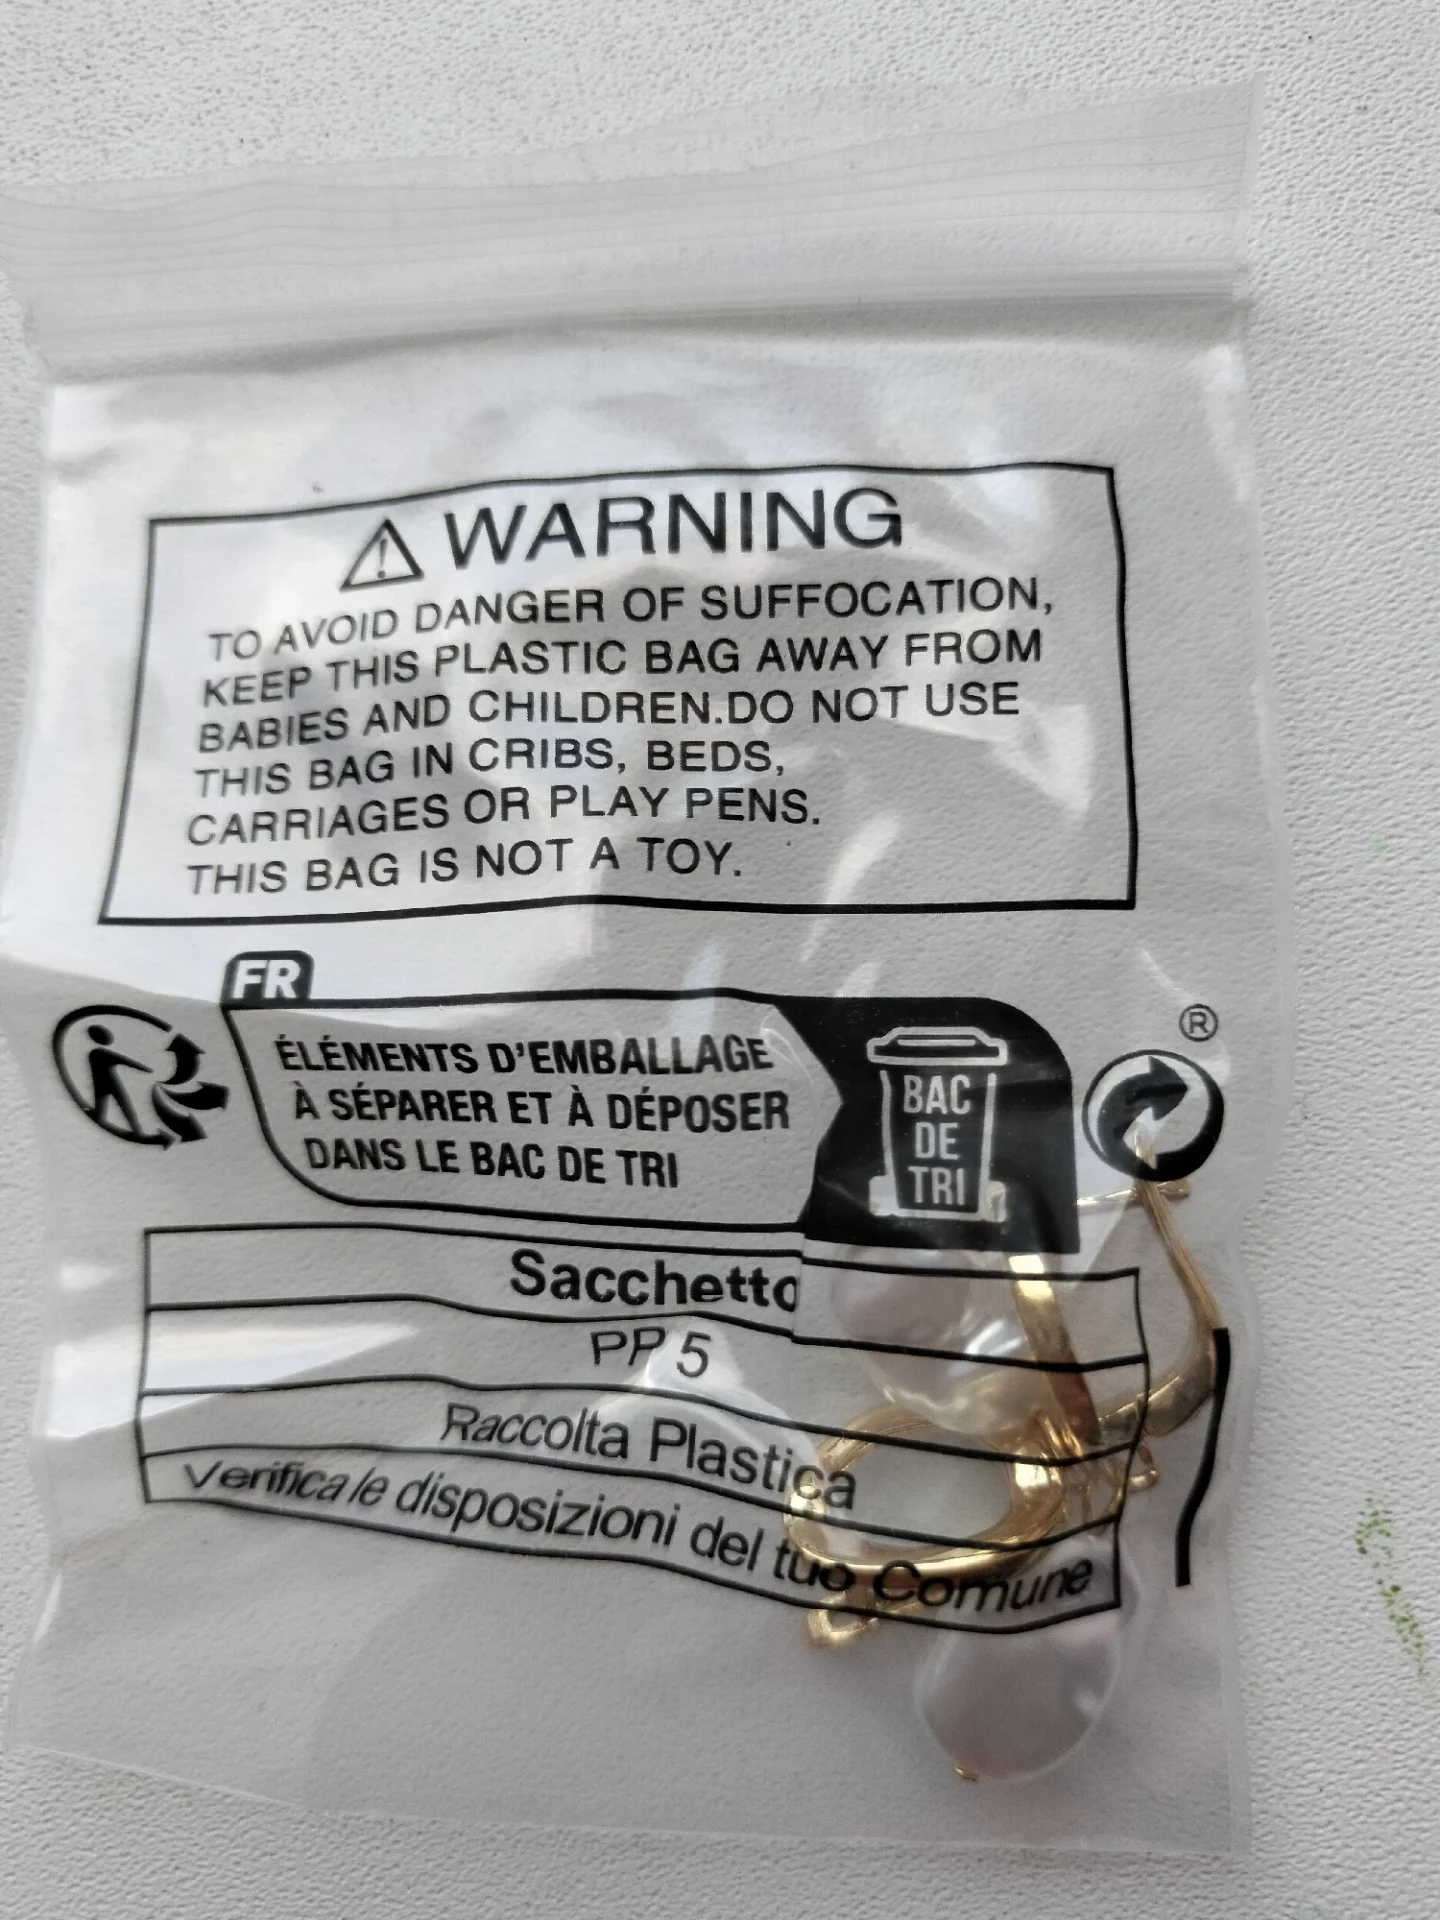 WARNING
TO AVOID DANGER OF SUFFOCATION,
KEEP THIS PLASTIC BAG AWAY FROM
BABIES AND CHILDREN.DO NOT USE
THIS BAG IN CRIBS, BEDS,
CARRIAGES OR PLAY PENS.
THIS BAG IS NOT A TOY.
FR
®
ÉLÉMENTS D'EMBALLAGE
À SÉPARER ET À DÉPOSER
DANS LE BAC DE TRI
BAC
DE
TRI
Sacchetto
PP 5
Raccolta Plastica
Verifica le disposizioni del tuo Comune